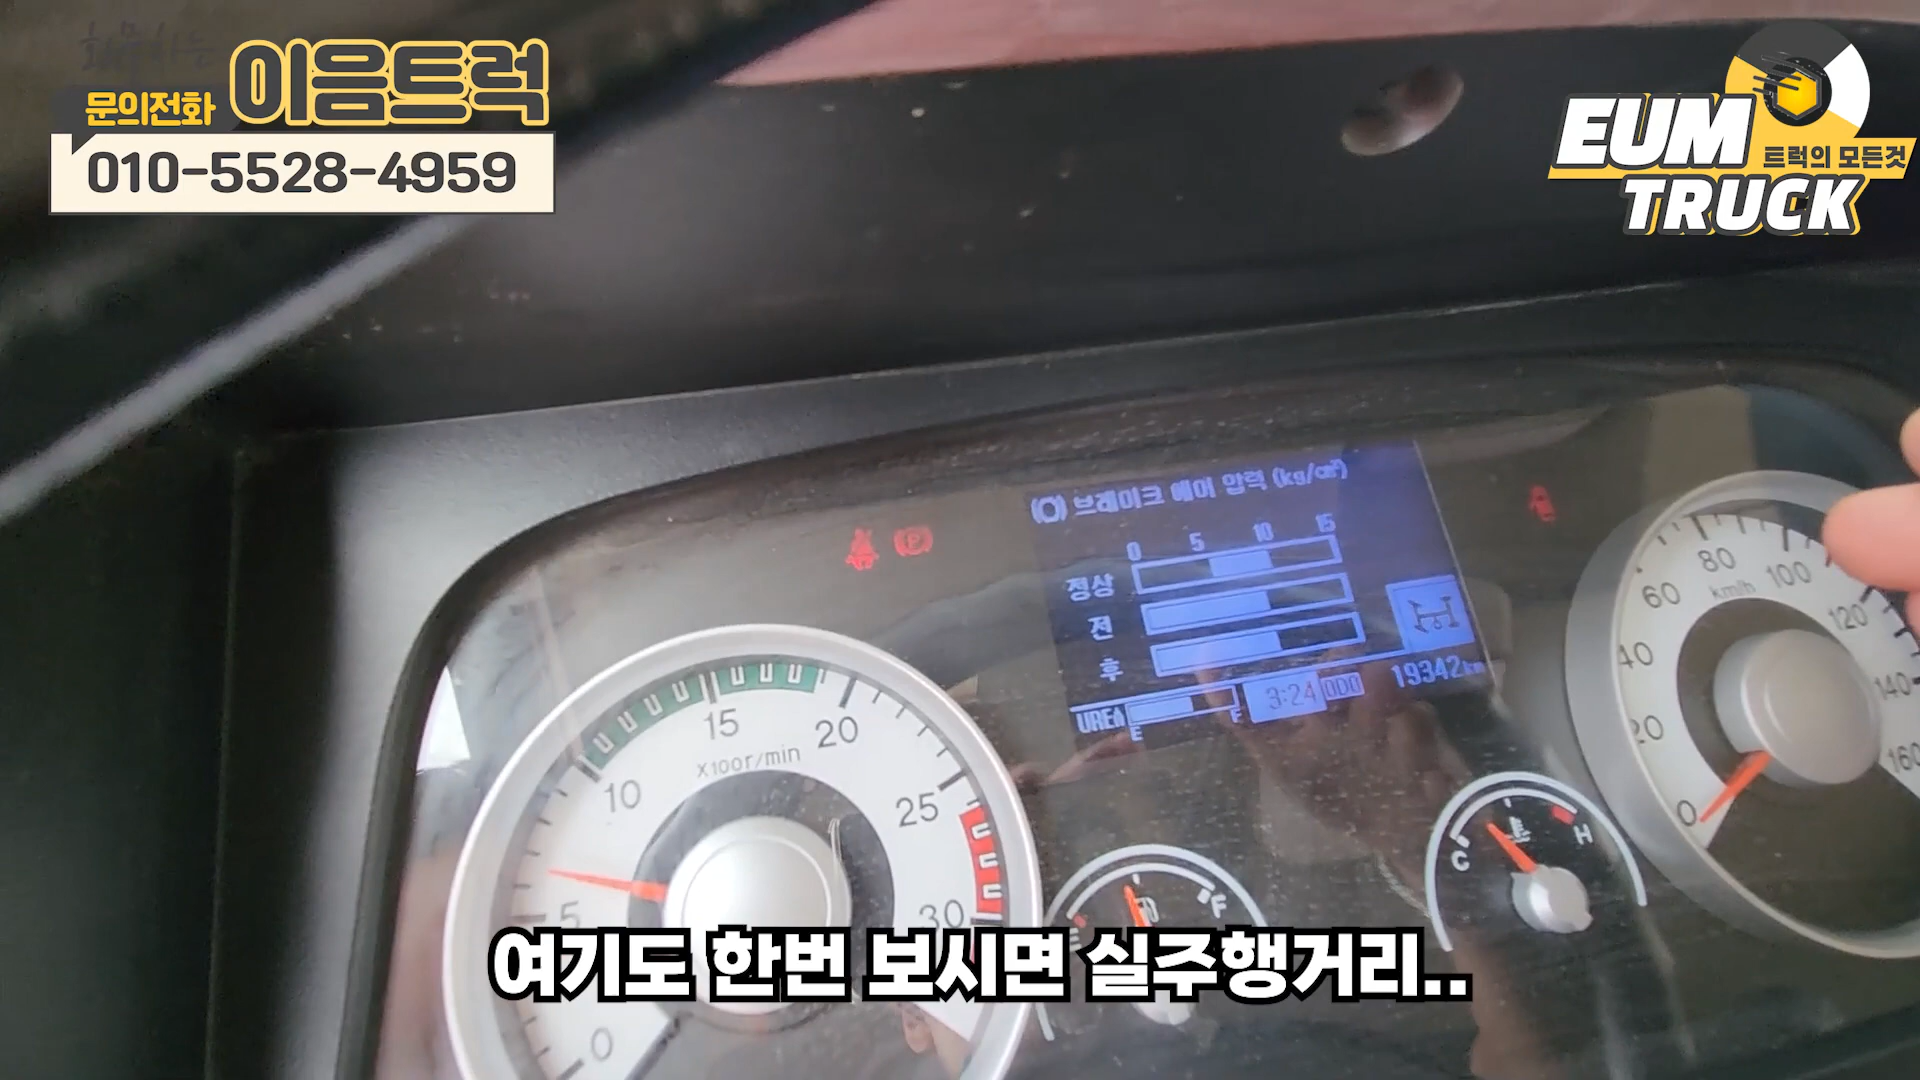 문의전화 이음트럭
010-5528-4959
EUM
트럭의 모든것
TRUCK
브레이크 에어 압력 (kg/㎠)
0 5 10 15
정상
전
후
19342km
UREA E F 3:24 ODO
P
0 5 10 15 20 25 30
X100r/min
0 20 40 60 80 100 120 140 160
km/h
E F
C H
여기도 한번 보시면 실주행거리..